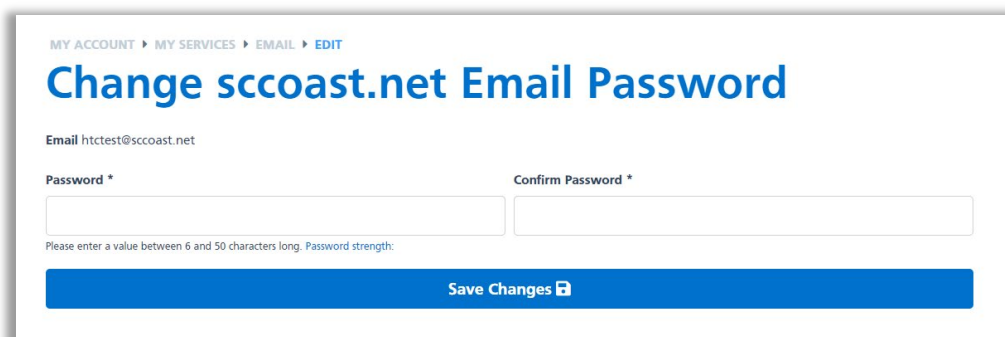 MY ACCOUNT ▶ MY SERVICES ▶ EMAIL ▶ EDIT
Change sccoast.net Email Password
Email htctest@sccoast.net
Password * Confirm Password *
Please enter a value between 6 and 50 characters long. Password strength:
Save Changes